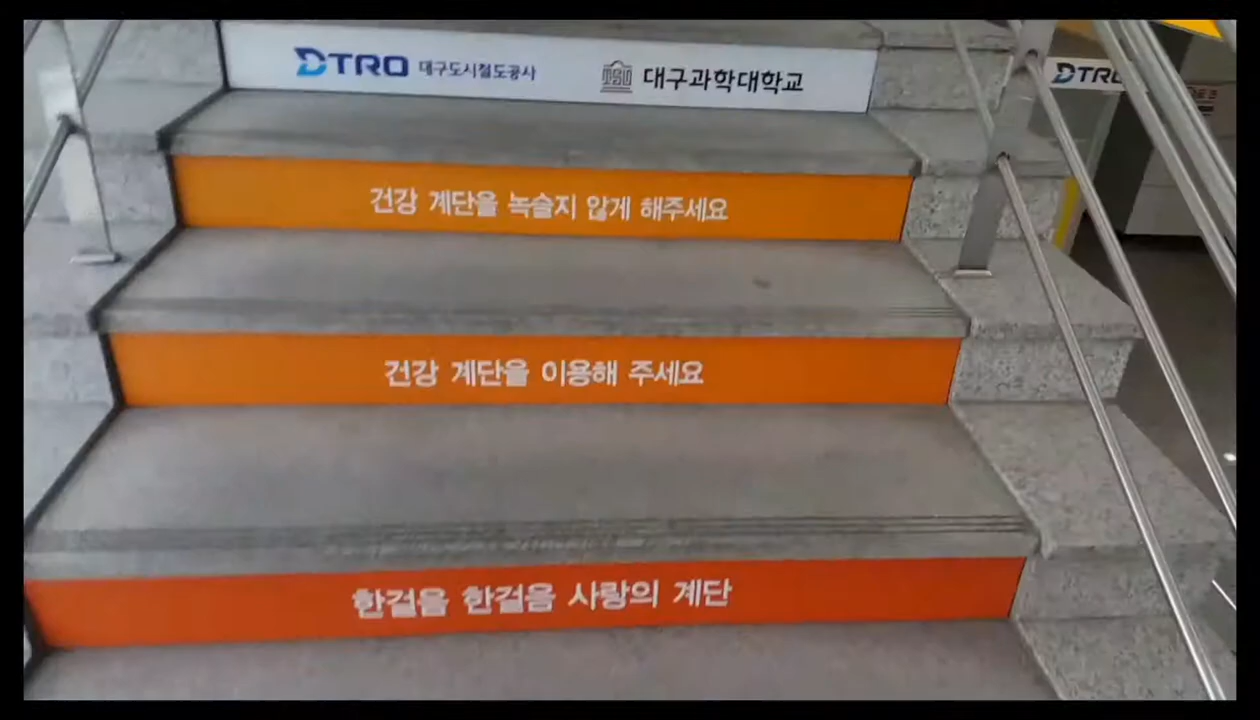 DTRO 대구도시철도공사 대구과학대학교
DTRO
건강 계단을 녹슬지 않게 해주세요
건강 계단을 이용해 주세요
한걸음 한걸음 사랑의 계단